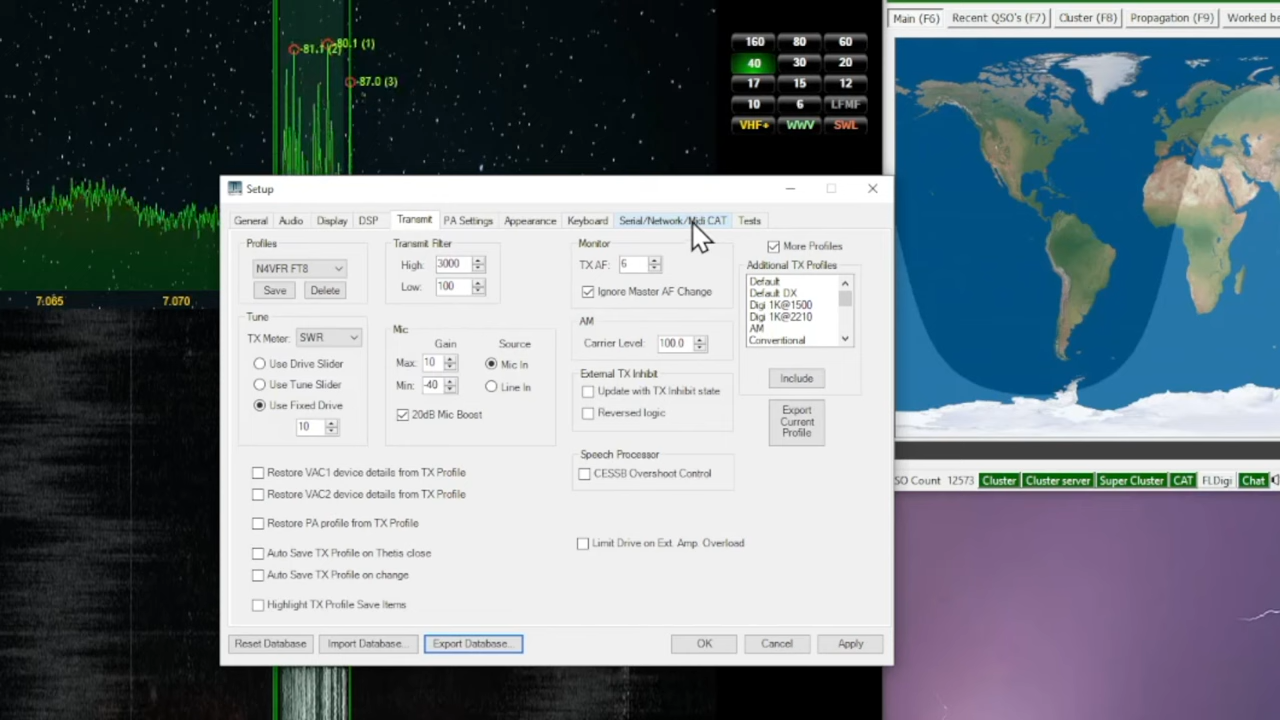 -81.1 (2)
-80.1 (1)
-87.0 (3)
7.065
7.070
160 80 60
40 30 20
17 15 12
10 6 LFMF
VHF+ WWV SWL
Main (F6) Recent QSO's (F7) Cluster (F8) Propagation (F9) Worked be
Setup
General Audio Display DSP Transmit PA Settings Appearance Keyboard Serial/Network/Midi CAT Tests
Profiles
N4VFR FT8
Save Delete
Tune
TX Meter: SWR
Use Drive Slider
Use Tune Slider
Use Fixed Drive
10
Transmit Filter
High: 3000
Low: 100
Mic
Gain Source
Max: 10 Mic In
Min: -40 Line In
20dB Mic Boost
Monitor
TX AF: 6
Ignore Master AF Change
AM
Carrier Level: 100.0
External TX Inhibit
Update with TX Inhibit state
Reversed logic
Speech Processor
CESSB Overshoot Control
Limit Drive on Ext. Amp. Overload
More Profiles
Additional TX Profiles
Default
Default DX
Digi 1K@1500
Digi 1K@2210
AM
Conventional
Include
Export
Current
Profile
Restore VAC1 device details from TX Profile
Restore VAC2 device details from TX Profile
Restore PA profile from TX Profile
Auto Save TX Profile on Thetis close
Auto Save TX Profile on change
Highlight TX Profile Save Items
Reset Database Import Database... Export Database... OK Cancel Apply
SO Count 12573 Cluster Cluster server Super Cluster CAT FLDigi Chat